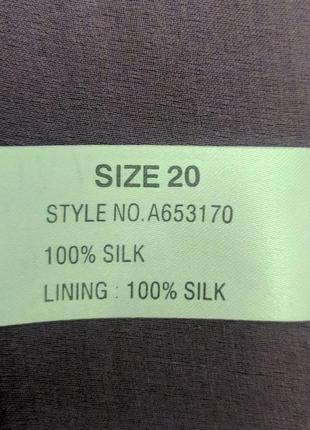 SIZE 20
STYLE NO.A653170
100% SILK
LINING : 100% SILK